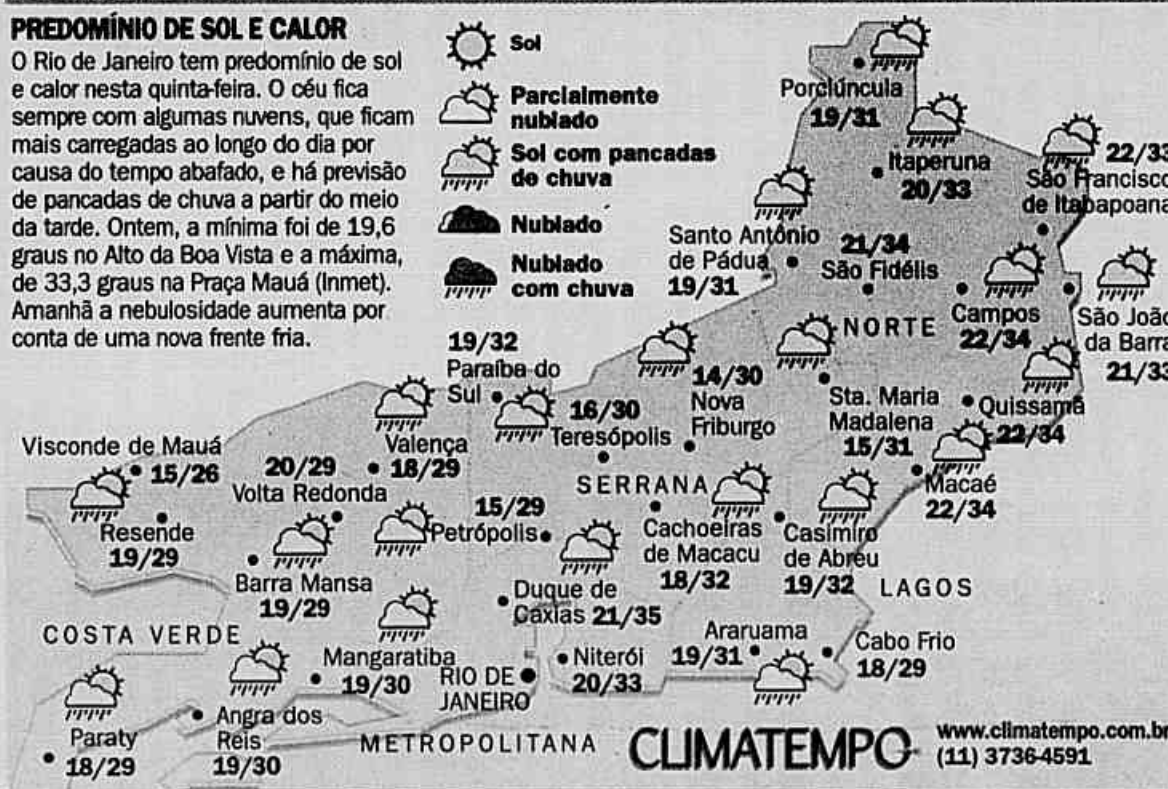 PREDOMÍNIO DE SOL E CALOR
O Rio de Janeiro tem predomínio de sol
e calor nesta quinta-feira. O céu fica
sempre com algumas nuvens, que ficam
mais carregadas ao longo do dia por
causa do tempo abafado, e há previsão
de pancadas de chuva a partir do meio
da tarde. Ontem, a mínima foi de 19,6
graus no Alto da Boa Vista e a máxima,
de 33,3 graus na Praça Mauá (Inmet).
Amanhã a nebulosidade aumenta por
conta de uma nova frente fria.
Sol
Parcialmente
nublado
Sol com pancadas
de chuva
Nublado
Nublado
com chuva
Porciúncula
19/31
Itaperuna
20/33
22/33
São Francisco
de Itabapoana
Santo Antônio
de Pádua
19/31
21/34
São Fidélis
NORTE
Campos
22/34
São João
da Barra
21/33
19/32
Paraíba do
Sul
14/30
Nova
Friburgo
Sta. Maria
Madalena
15/31
Quissamã
22/34
Visconde de Mauá
15/26
Valença
18/29
16/30
Teresópolis
Macaé
22/34
20/29
Volta Redonda
SERRANA
Resende
19/29
15/29
Petrópolis
Cachoeiras
de Macacu
18/32
Casimiro
de Abreu
19/32
LAGOS
Barra Mansa
19/29
Duque de
Caxias 21/35
COSTA VERDE
Mangaratiba
19/30
RIO DE
JANEIRO
Niterói
20/33
Araruama
19/31
Cabo Frio
18/29
Paraty
18/29
Angra dos
Reis
19/30
METROPOLITANA
CLIMATEMPO
www.climatempo.com.br
(11) 3736-4591